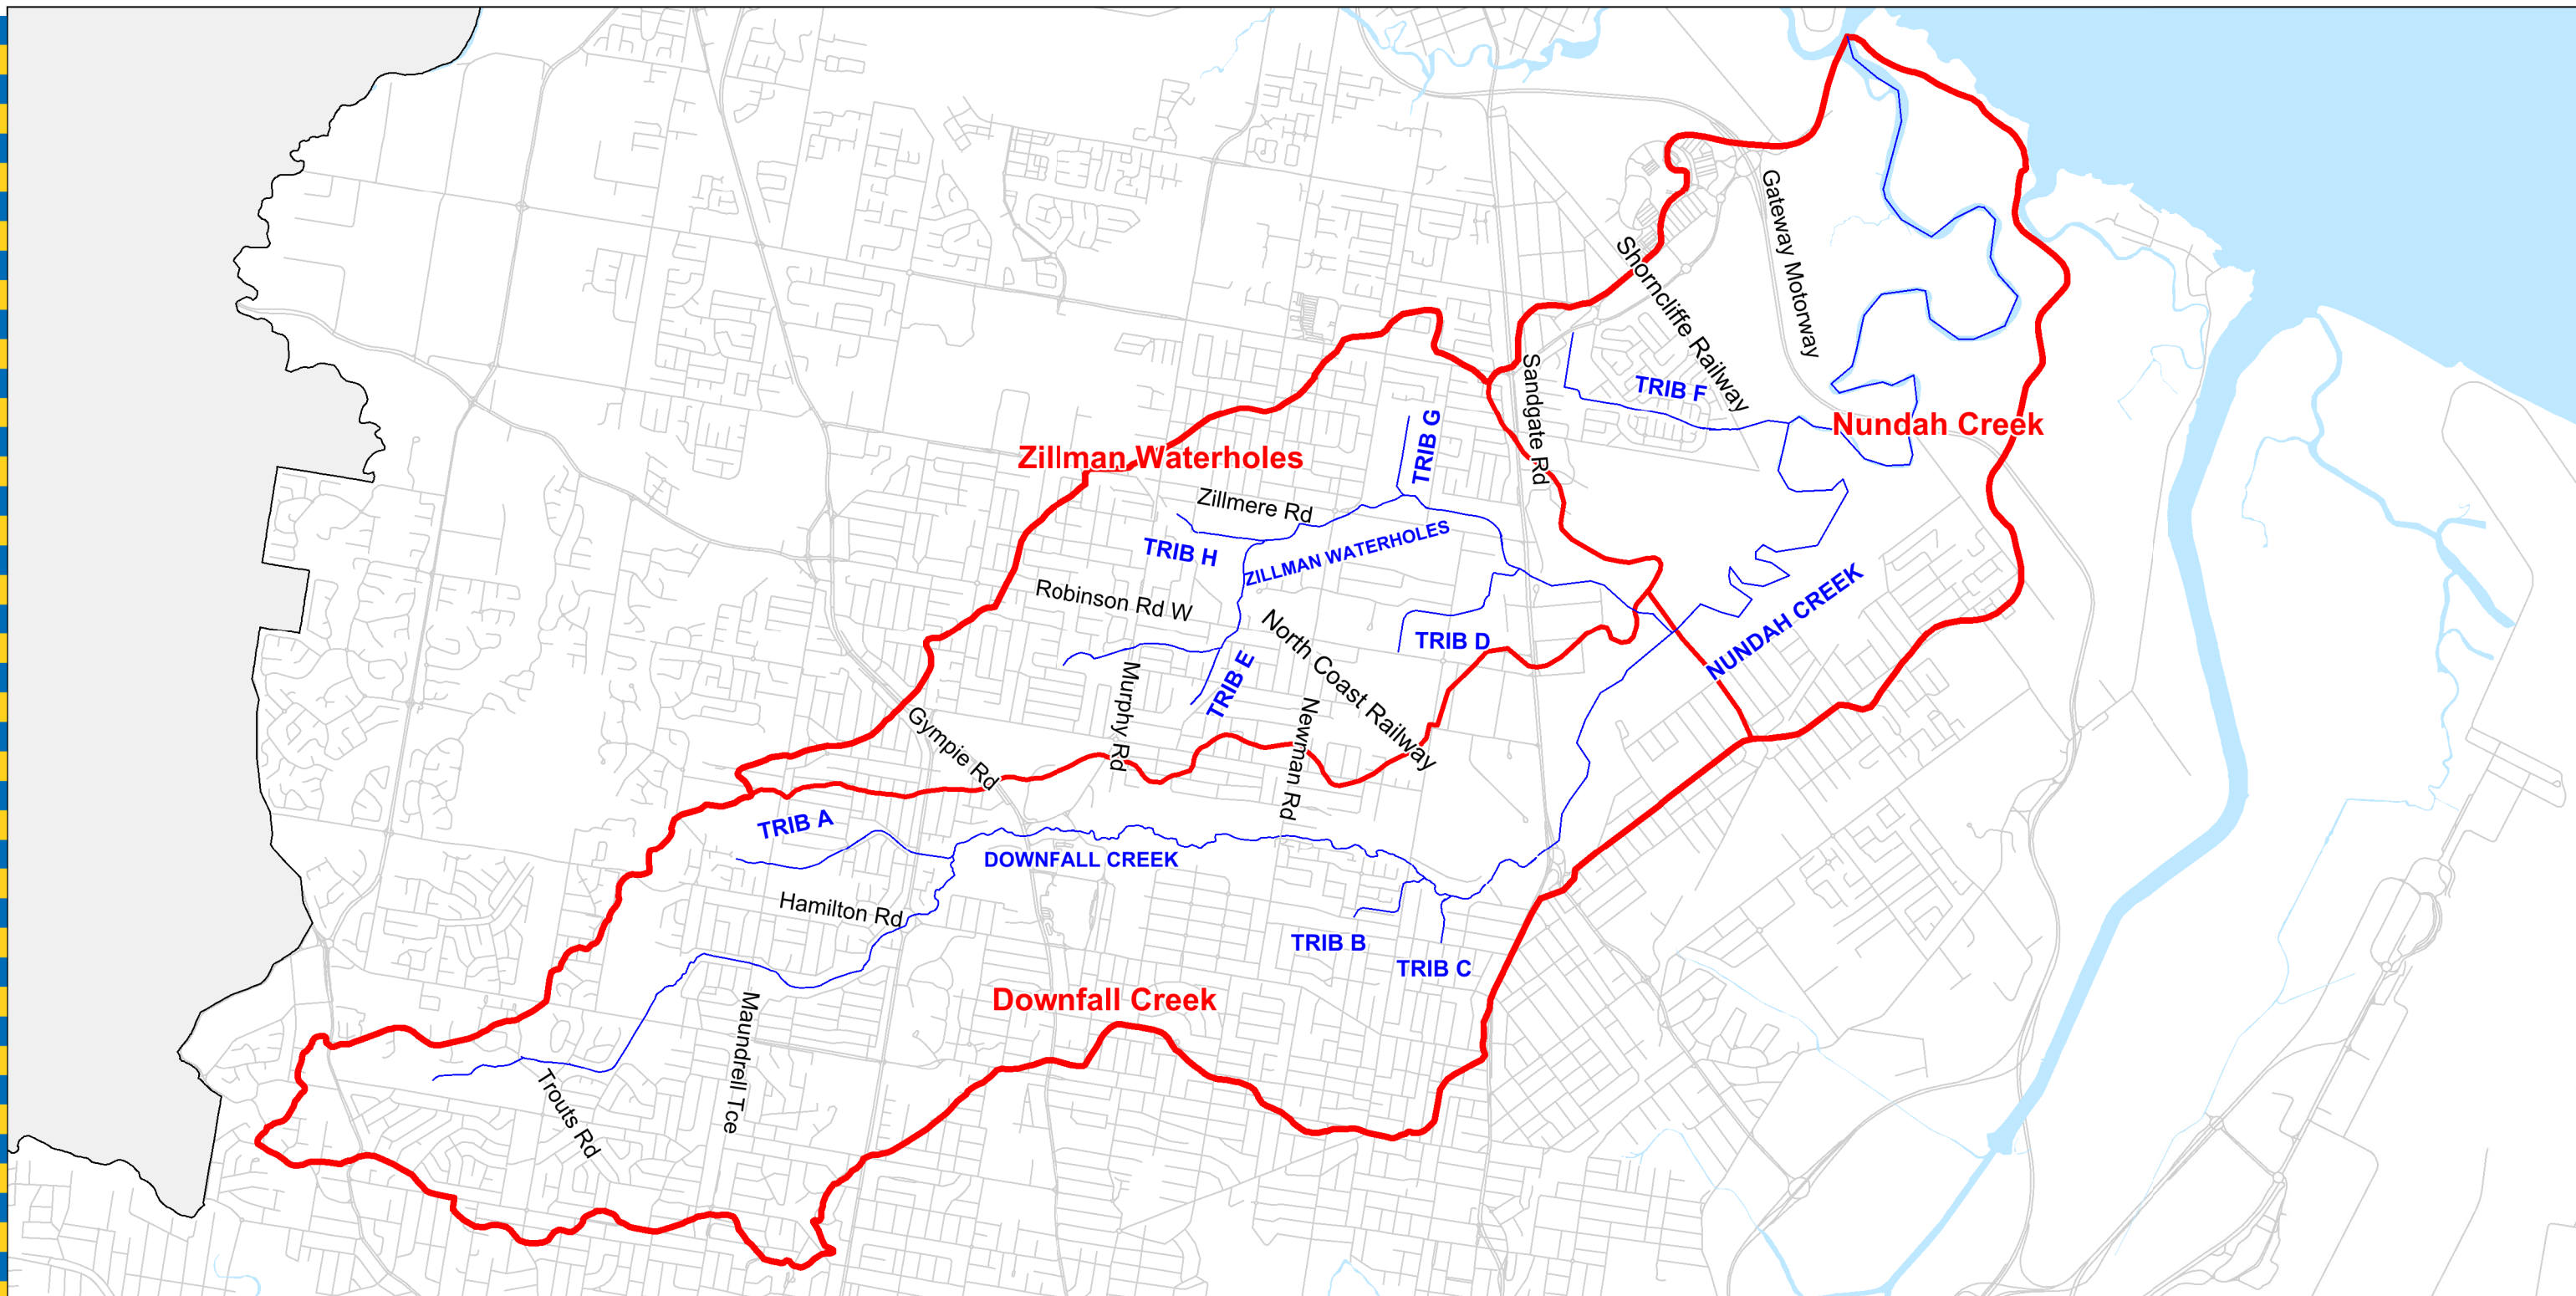 Gateway Motorway
Shorncliffe Railway
Sandgate Rd
TRIB F
Nundah Creek
TRIB G
Zillman Waterholes
Zillmere Rd
ZILLMAN WATERHOLES
TRIB H
Robinson Rd W
NUNDAH CREEK
North Coast Railway
TRIB D
TRIB E
Murphy Rd
Newman Rd
Gympie Rd
TRIB A
DOWNFALL CREEK
Hamilton Rd
TRIB B
TRIB C
Downfall Creek
Maundrell Tce
Trouts Rd